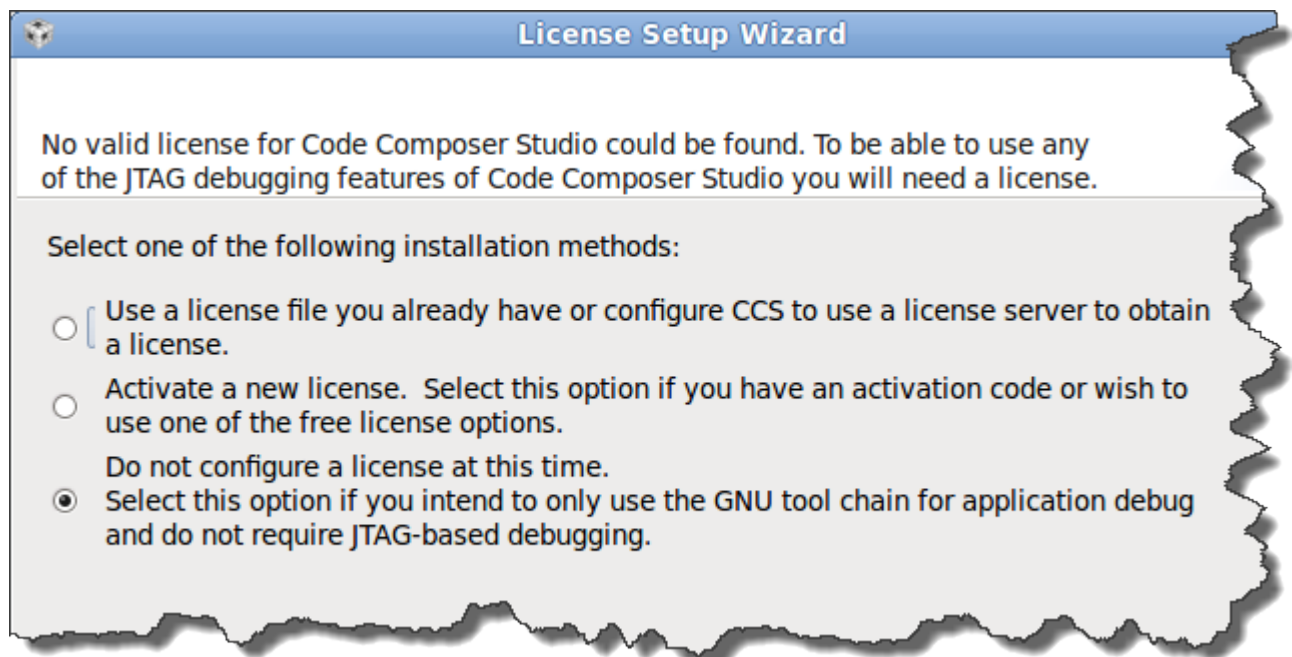 License Setup Wizard
No valid license for Code Composer Studio could be found. To be able to use any
of the JTAG debugging features of Code Composer Studio you will need a license.
Select one of the following installation methods:
Use a license file you already have or configure CCS to use a license server to obtain
a license.
Activate a new license.  Select this option if you have an activation code or wish to
use one of the free license options.
Do not configure a license at this time.
Select this option if you intend to only use the GNU tool chain for application debug
and do not require JTAG-based debugging.